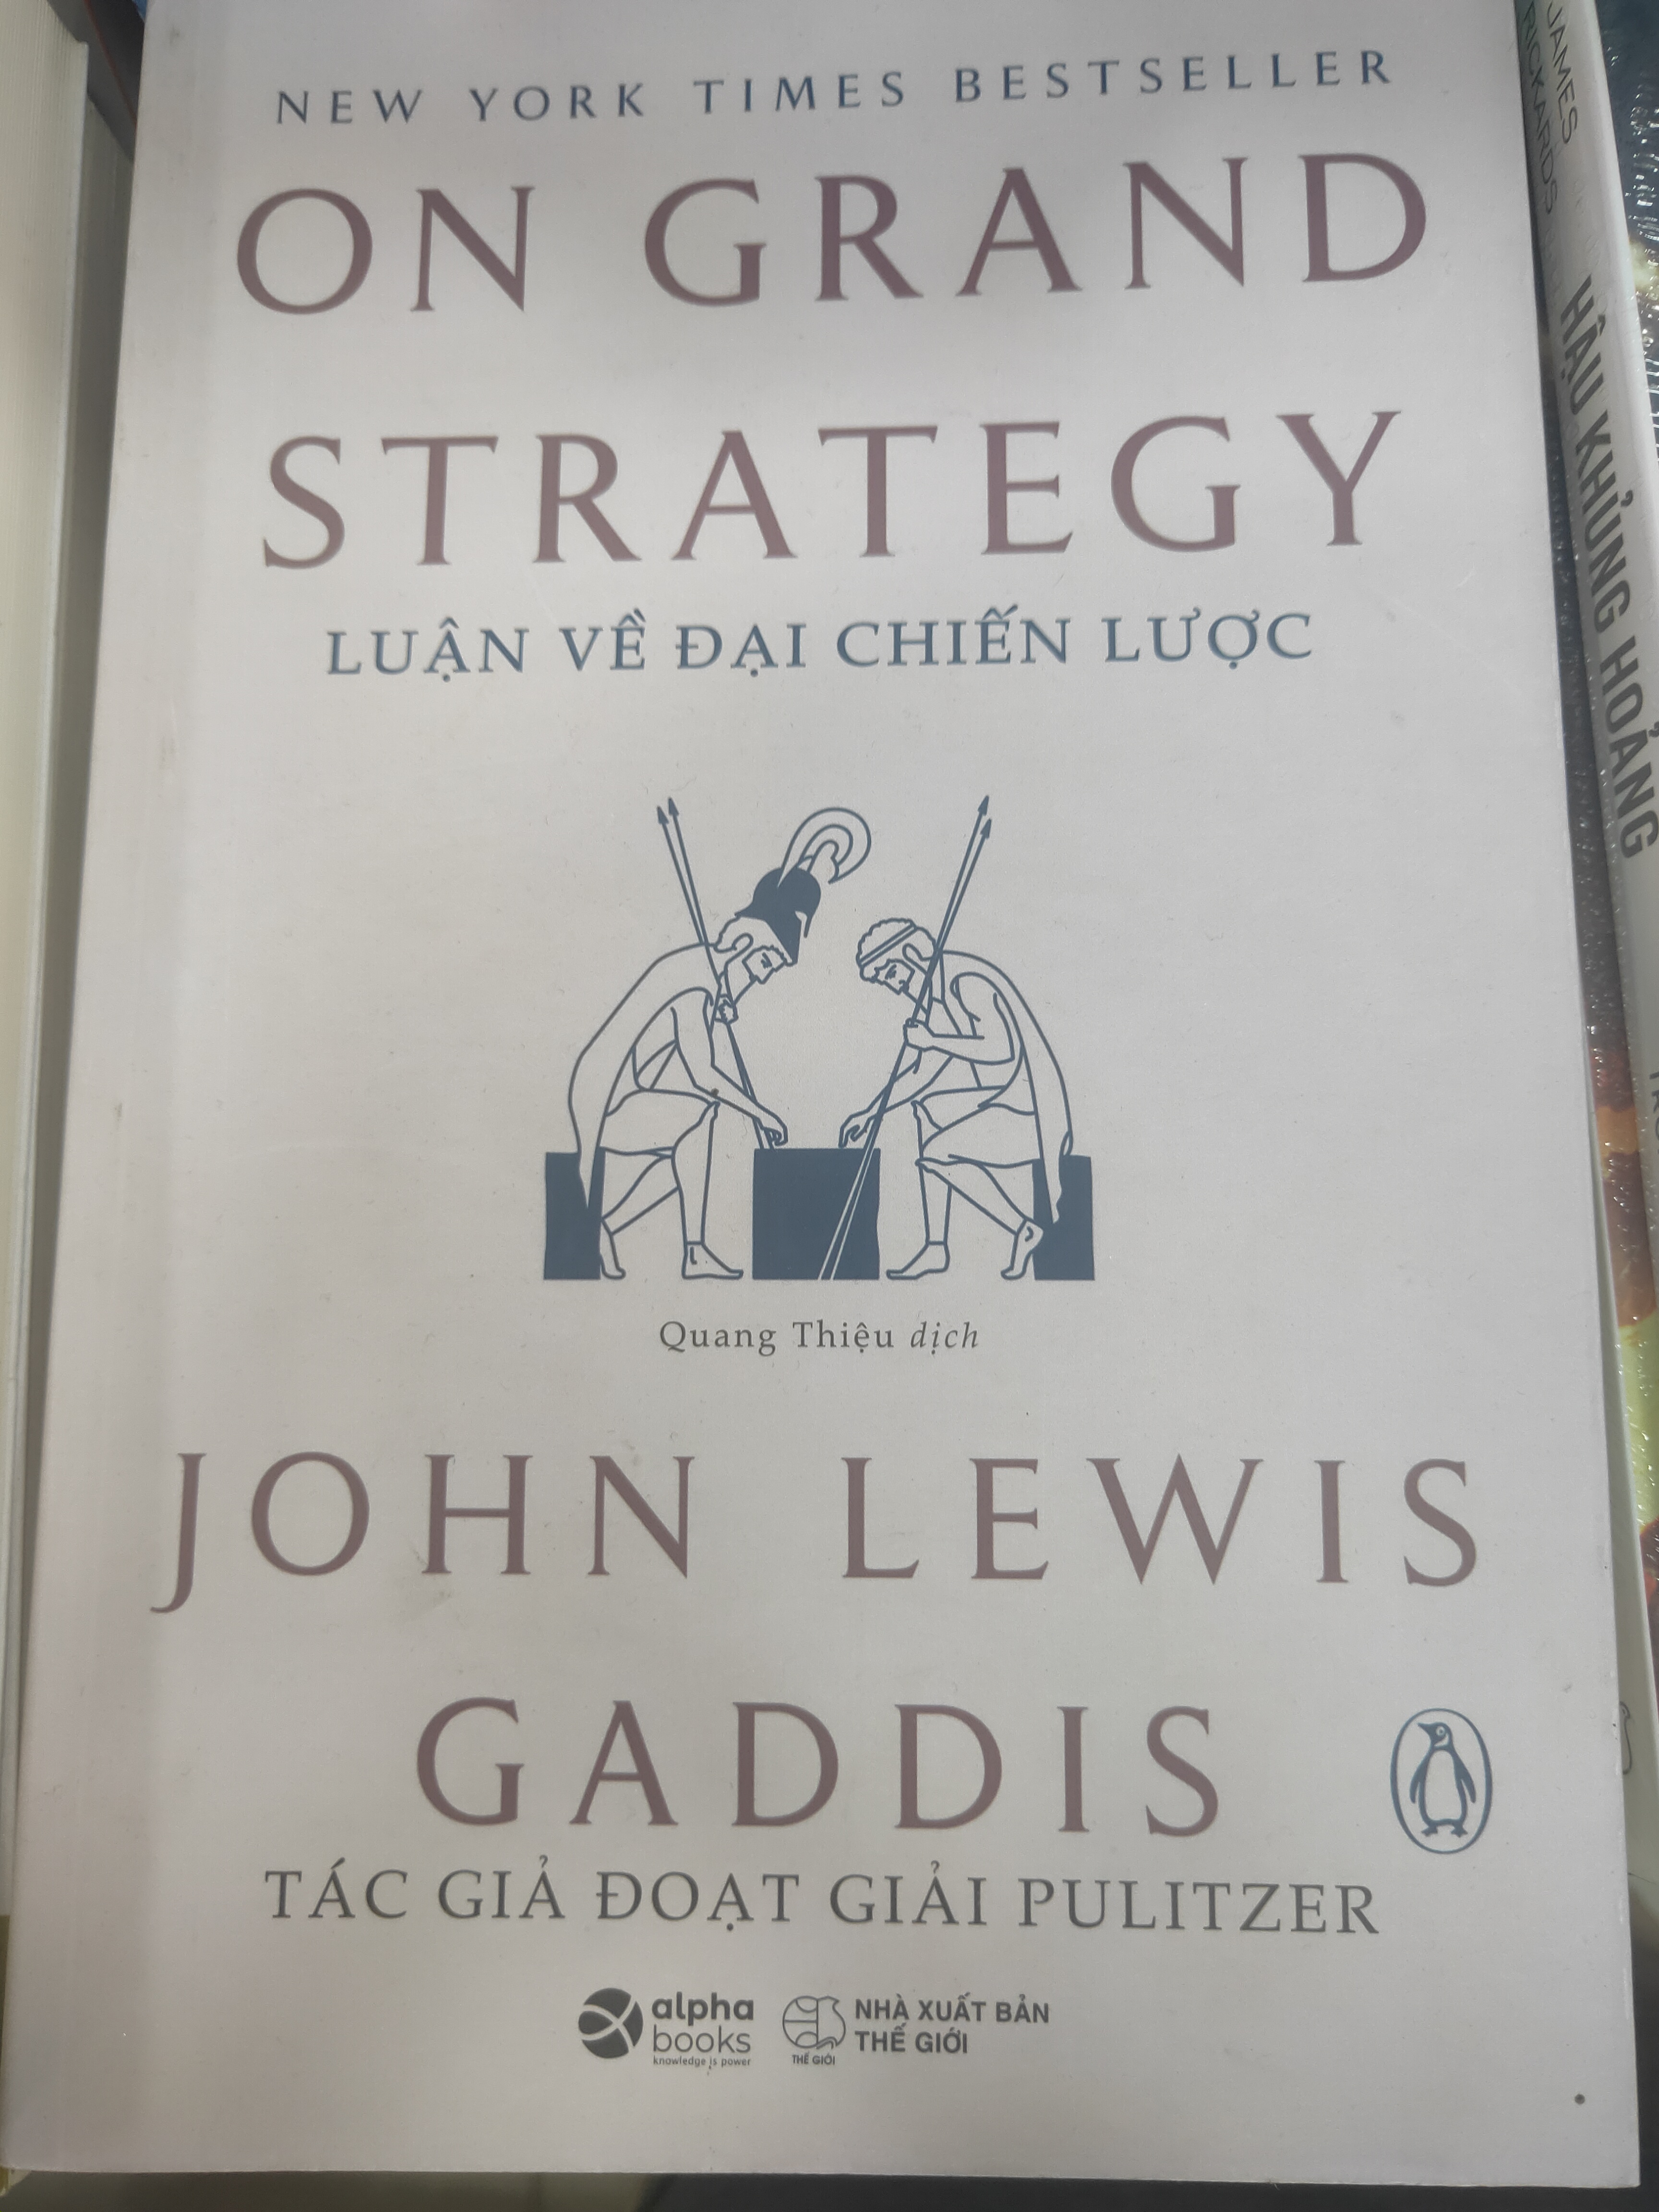 NEW YORK TIMES BESTSELLER
ON GRAND
STRATEGY
LUẬN VỀ ĐẠI CHIẾN LƯỢC
Quang Thiệu dịch
JOHN LEWIS
GADDIS
TÁC GIẢ ĐOẠT GIẢI PULITZER
alpha
books
knowledge is power
THẾ GIỚI
NHÀ XUẤT BẢN
THẾ GIỚI
JAMES
RICKARDS
HẬU KHỦNG HOẢNG